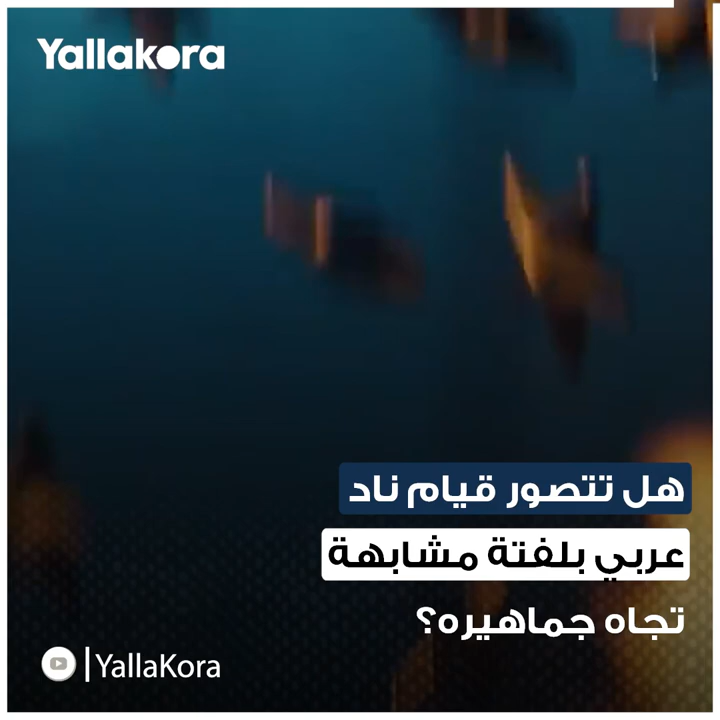 Yallakora
هل تتصور قيام ناد
عربي بلفتة مشابهة
تجاه جماهيره؟
YallaKora